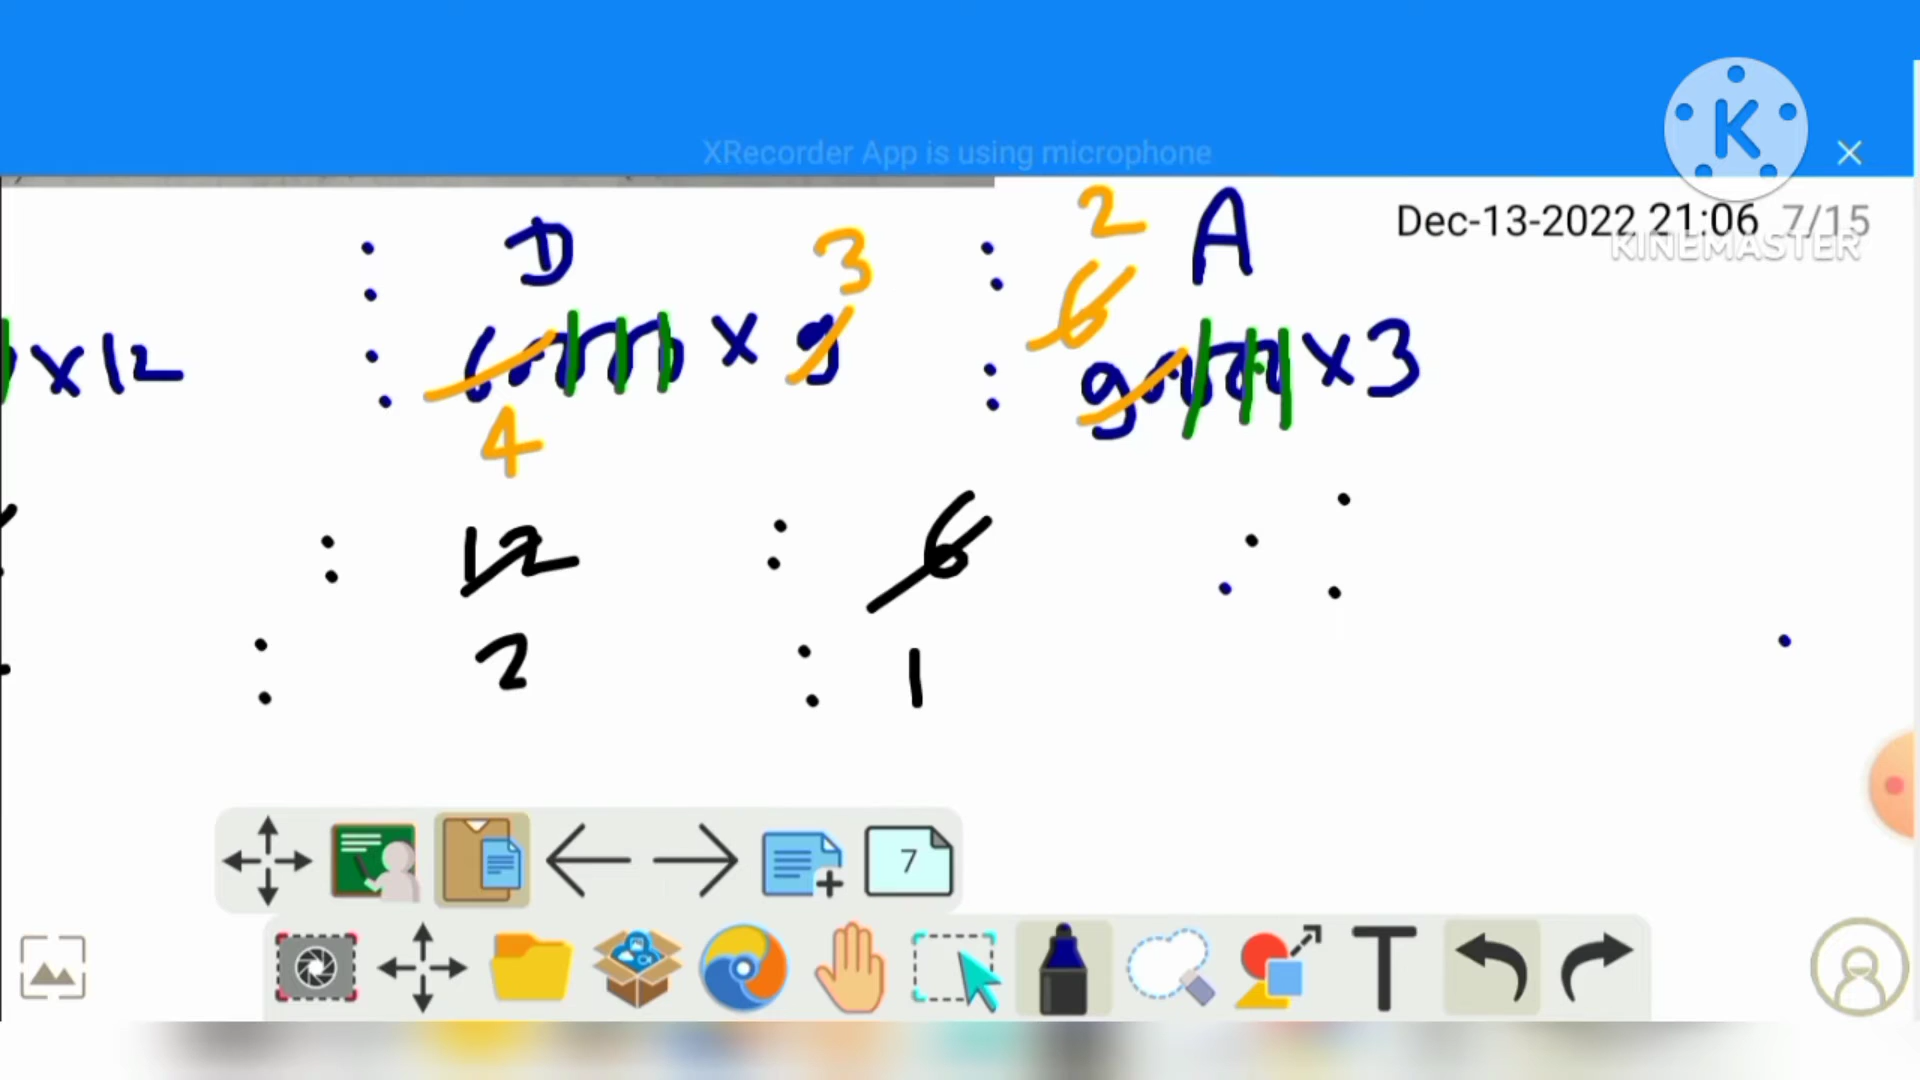 XRecorder App is using microphone
K
KINEMASTER
Dec-13-2022 21:06 7/15
: D : A
3
2
6
x12 : 6000 x 9 : 9000 x 3
4
: 12 : 6
: 2 : 1
7
T